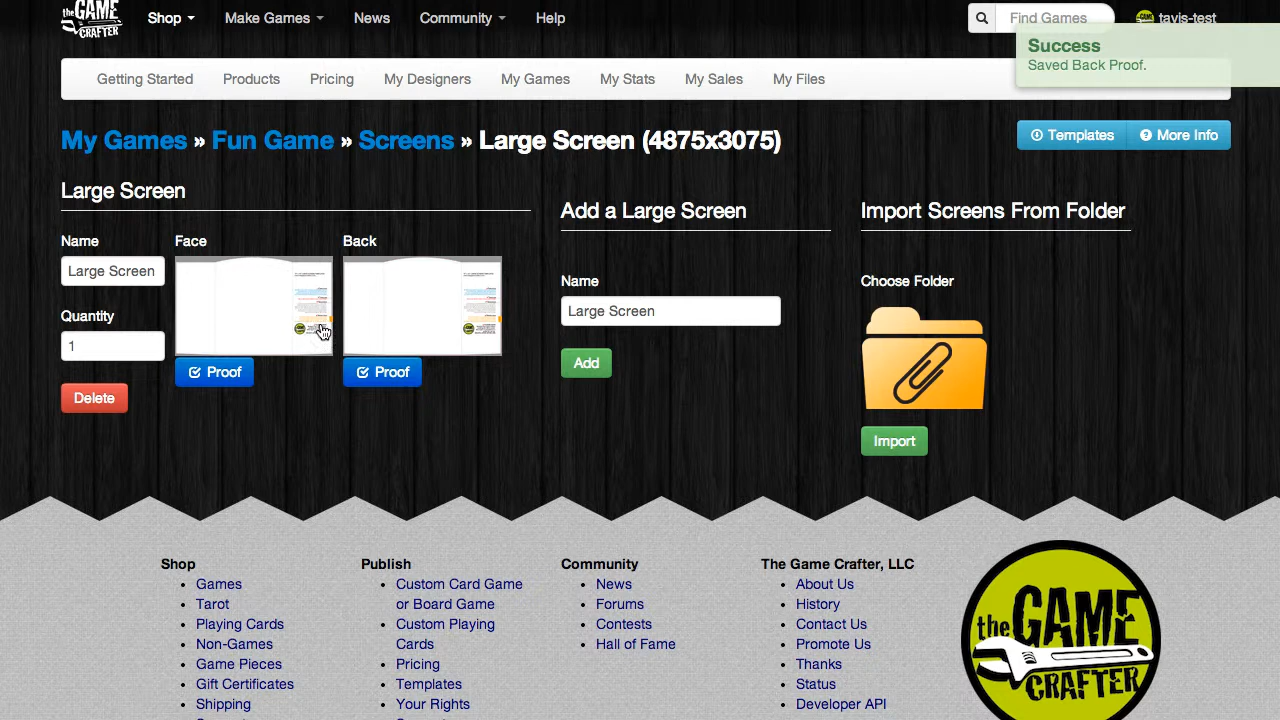 the GAME CRAFTER
Shop
Make Games
News
Community
Help
Find Games
tavis-test
Success
Saved Back Proof.
Getting Started
Products
Pricing
My Designers
My Games
My Stats
My Sales
My Files
My Games » Fun Game » Screens » Large Screen (4875x3075)
Templates
More Info
Large Screen
Name
Large Screen
Quantity
1
Delete
Face
Proof
Back
Proof
Add a Large Screen
Name
Large Screen
Add
Import Screens From Folder
Choose Folder
Import
Shop
Games
Tarot
Playing Cards
Non-Games
Game Pieces
Gift Certificates
Shipping
Publish
Custom Card Game
or Board Game
Custom Playing
Cards
Pricing
Templates
Your Rights
Community
News
Forums
Contests
Hall of Fame
The Game Crafter, LLC
About Us
History
Contact Us
Promote Us
Thanks
Status
Developer API
the GAME
CRAFTER